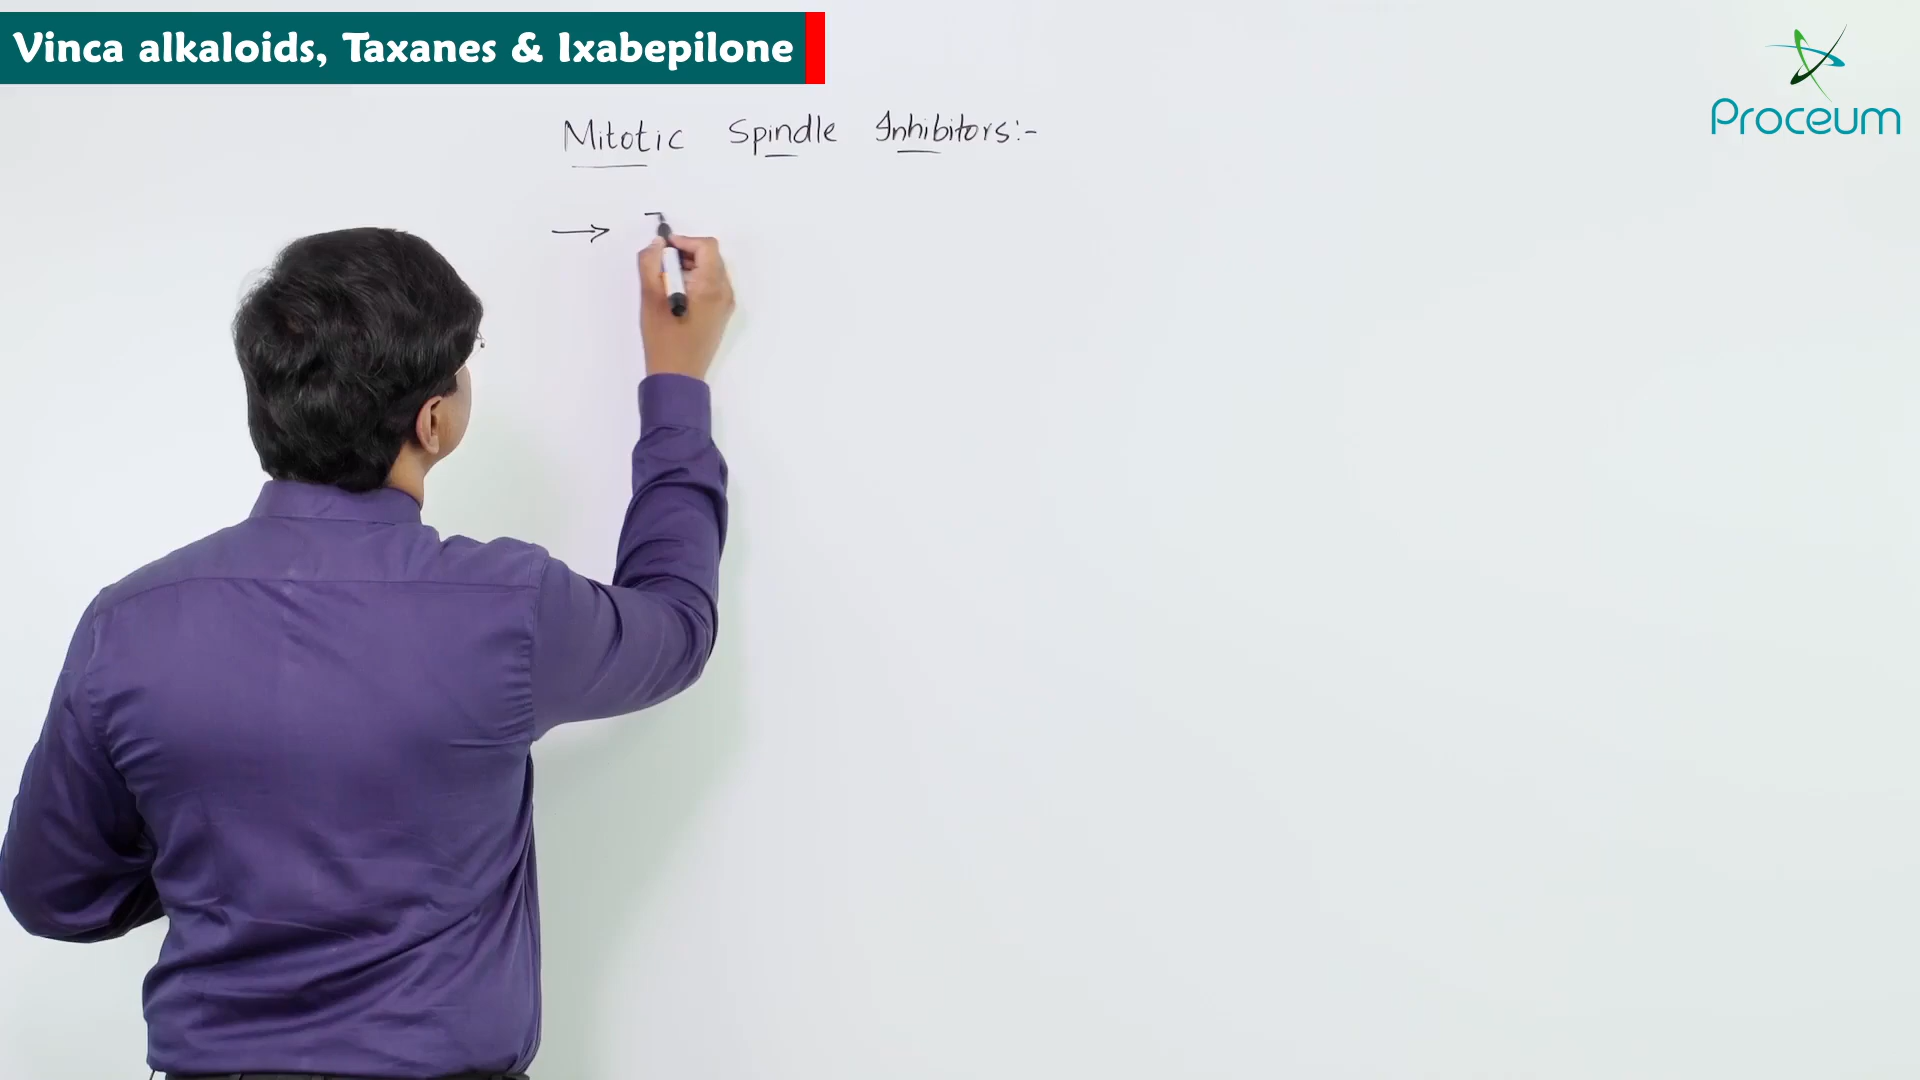 Vinca alkaloids, Taxanes & Ixabepilone
Proceum
Mitotic Spindle Inhibitors:-
→